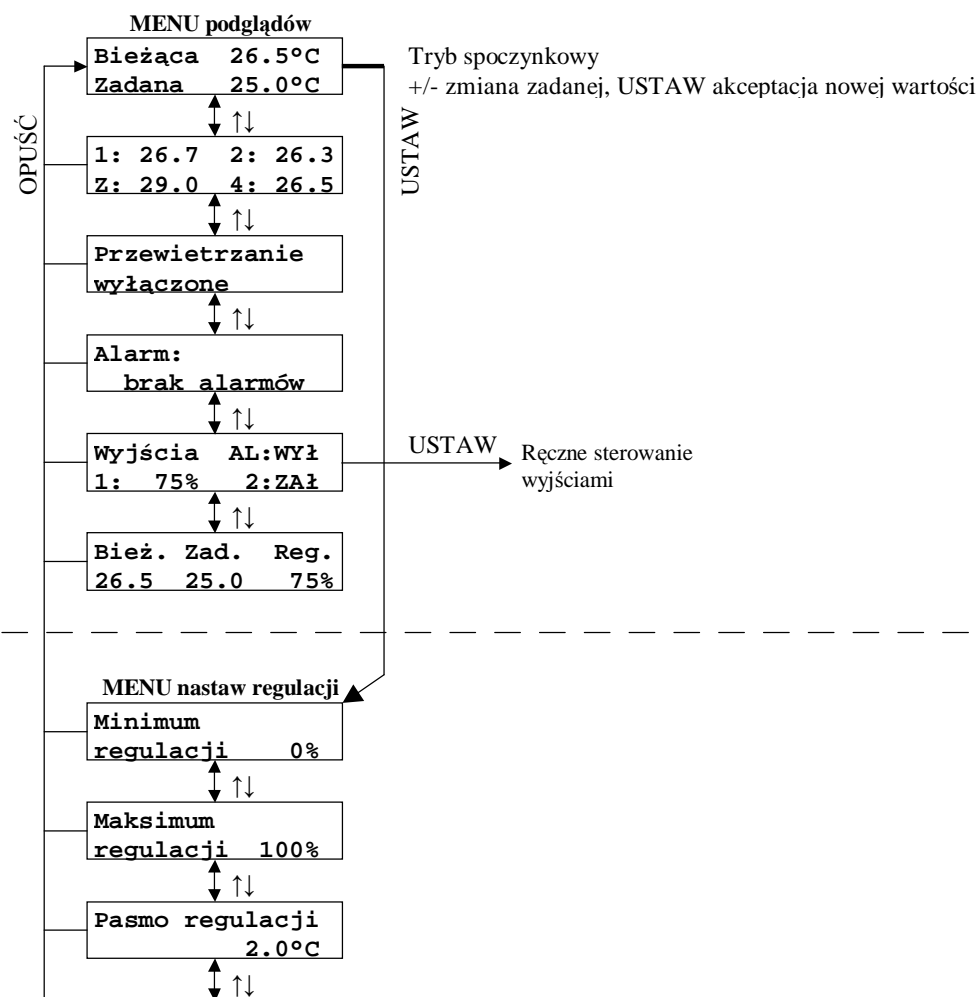 MENU podglądów
Bieżąca 26.5°C
Zadana 25.0°C
Tryb spoczynkowy
+/- zmiana zadanej, USTAW akceptacja nowej wartości
↑↓
OPUŚĆ
USTAW
1: 26.7 2: 26.3
Z: 29.0 4: 26.5
↑↓
Przewietrzanie
wyłączone
↑↓
Alarm:
brak alarmów
↑↓
Wyjścia AL:WYŁ
1: 75% 2:ZAŁ
USTAW
Ręczne sterowanie
wyjściami
↑↓
Bież. Zad. Reg.
26.5 25.0 75%
MENU nastaw regulacji
Minimum
regulacji 0%
↑↓
Maksimum
regulacji 100%
↑↓
Pasmo regulacji
2.0°C
↑↓